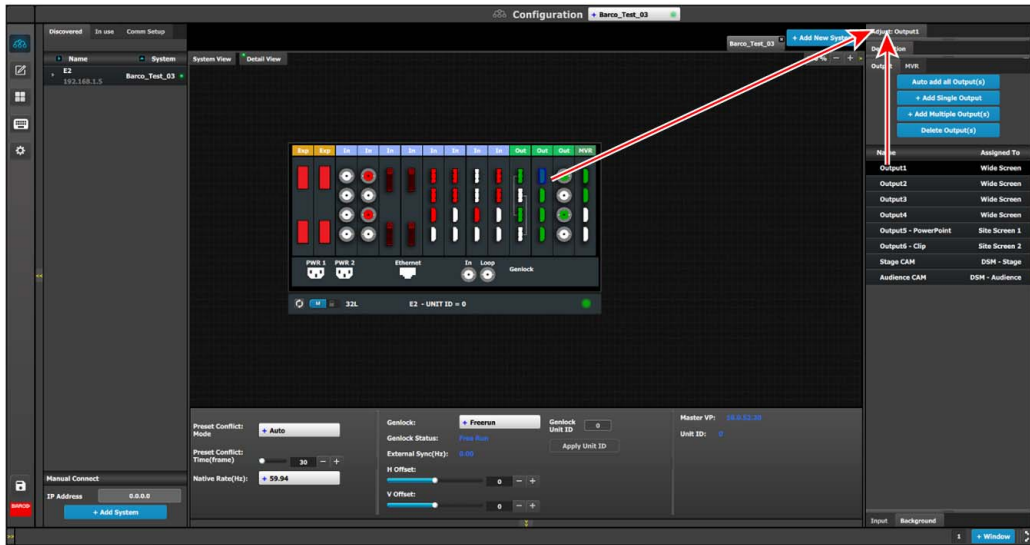 Configuration + Barco_Test_03
Discovered In use Comm Setup
Name System
E2
192.168.1.5 Barco_Test_03
Manual Connect
IP Address 0.0.0.0
+ Add System
BARCO
Barco_Test_03 + Add New System
System View Detail View
% - +
Exp Exp In In In In In In In In Out Out Out MVR
PWR 1 PWR 2 Ethernet In Loop Genlock
32L E2 - UNIT ID = 0
Preset Conflict:
Mode + Auto
Preset Conflict:
Time(frame) 30 - +
Native Rate(Hz): + 59.94
Genlock: + Freerun
Genlock Status: Free Run
External Sync(Hz): 0.00
H Offset:
0 - +
V Offset:
0 - +
Genlock
Unit ID 0
Apply Unit ID
Master VP:
Unit ID: 0
Adjust: Output1
Output MVR
Auto add all Output(s)
+ Add Single Output
+ Add Multiple Output(s)
Delete Output(s)
Name Assigned To
Output1 Wide Screen
Output2 Wide Screen
Output3 Wide Screen
Output4 Wide Screen
Output5 - PowerPoint Site Screen 1
Output6 - Clip Site Screen 2
Stage CAM DSM - Stage
Audience CAM DSM - Audience
Input Background
1 + Window